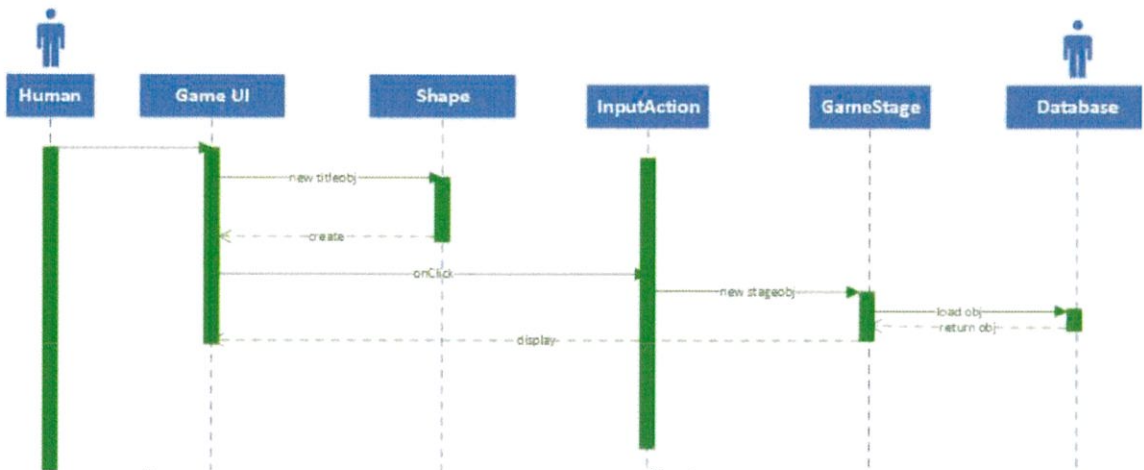 Human
Game UI
Shape
InputAction
GameStage
Database
new titleobj
create
onClick
new stageobj
load obj
return obj
display